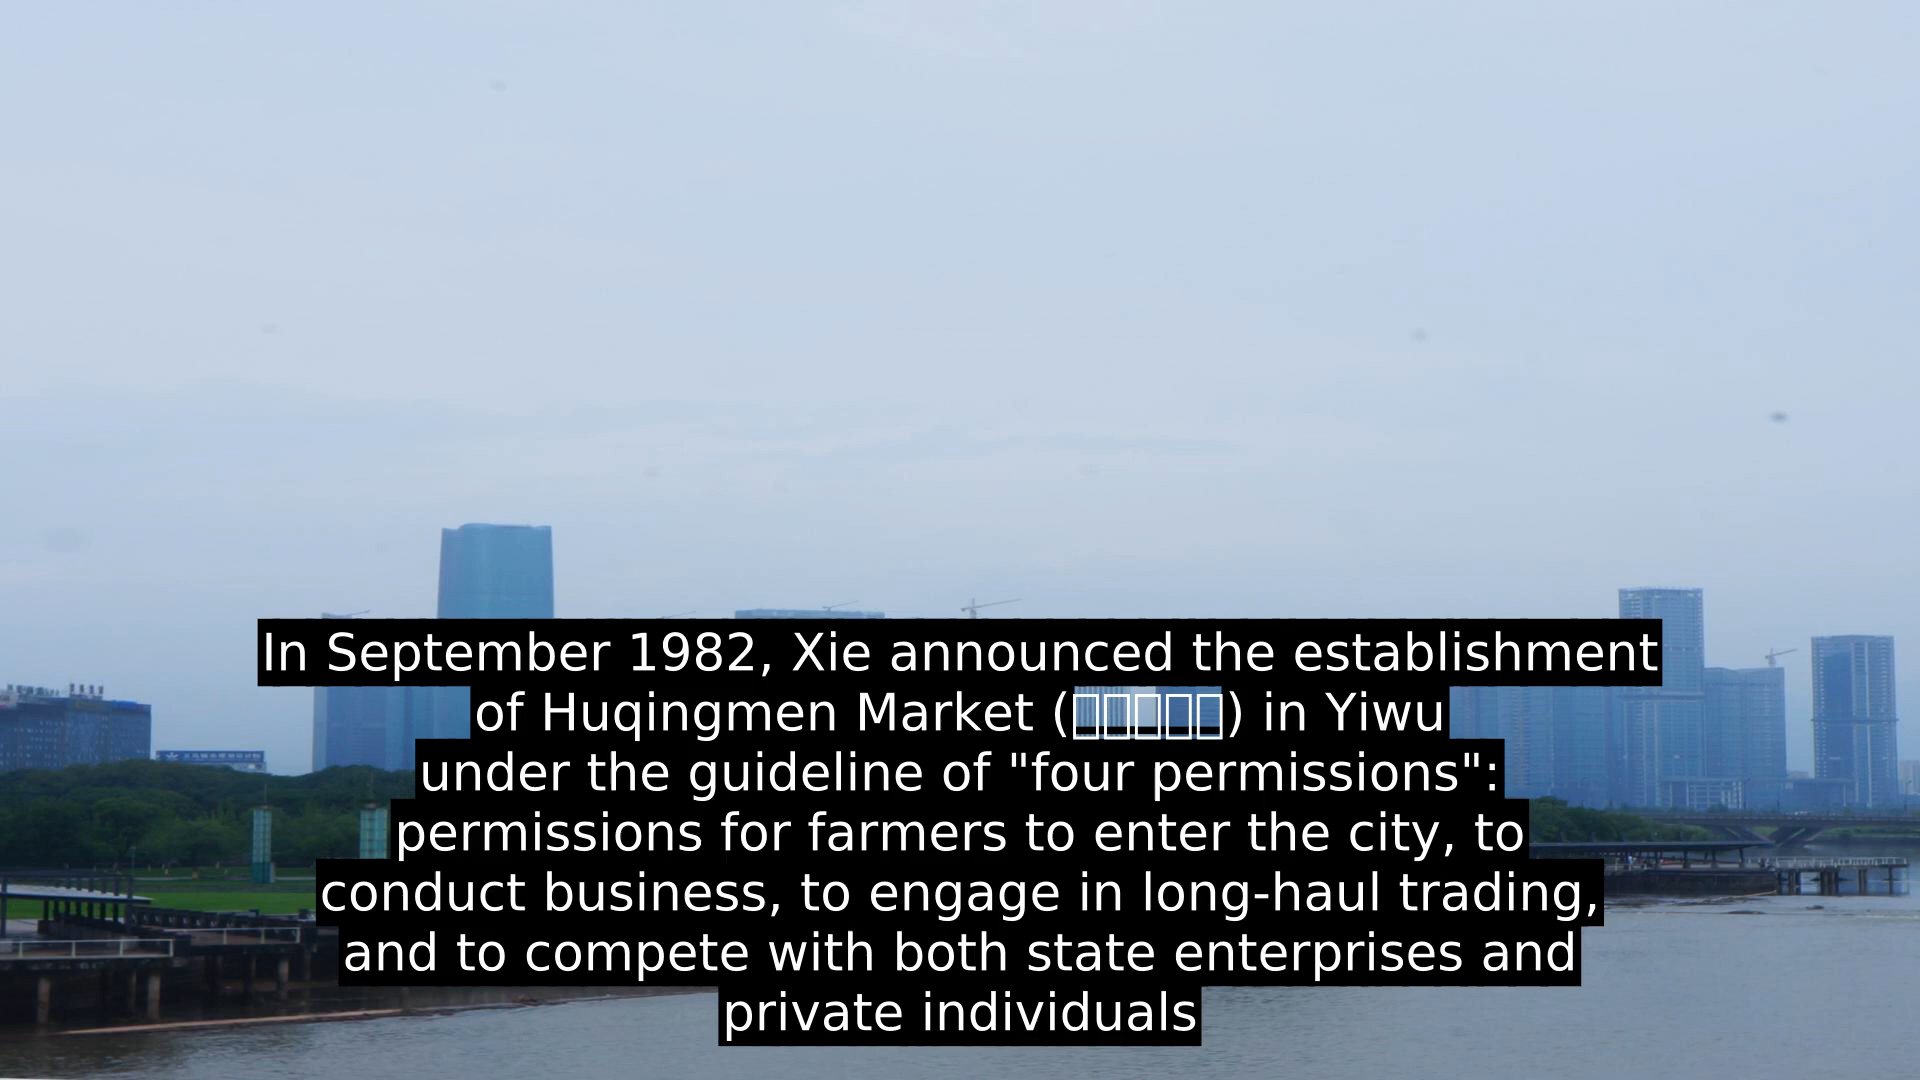 In September 1982, Xie announced the establishment
of Huqingmen Market (□□□□□) in Yiwu
under the guideline of "four permissions":
permissions for farmers to enter the city, to
conduct business, to engage in long-haul trading,
and to compete with both state enterprises and
private individuals